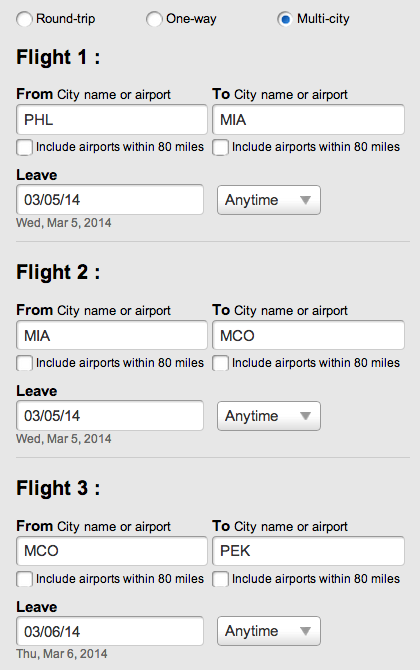 Round-trip One-way Multi-city
Flight 1 :
From City name or airport To City name or airport
PHL MIA
Include airports within 80 miles Include airports within 80 miles
Leave
03/05/14 Anytime
Wed, Mar 5, 2014
Flight 2 :
From City name or airport To City name or airport
MIA MCO
Include airports within 80 miles Include airports within 80 miles
Leave
03/05/14 Anytime
Wed, Mar 5, 2014
Flight 3 :
From City name or airport To City name or airport
MCO PEK
Include airports within 80 miles Include airports within 80 miles
Leave
03/06/14 Anytime
Thu, Mar 6, 2014